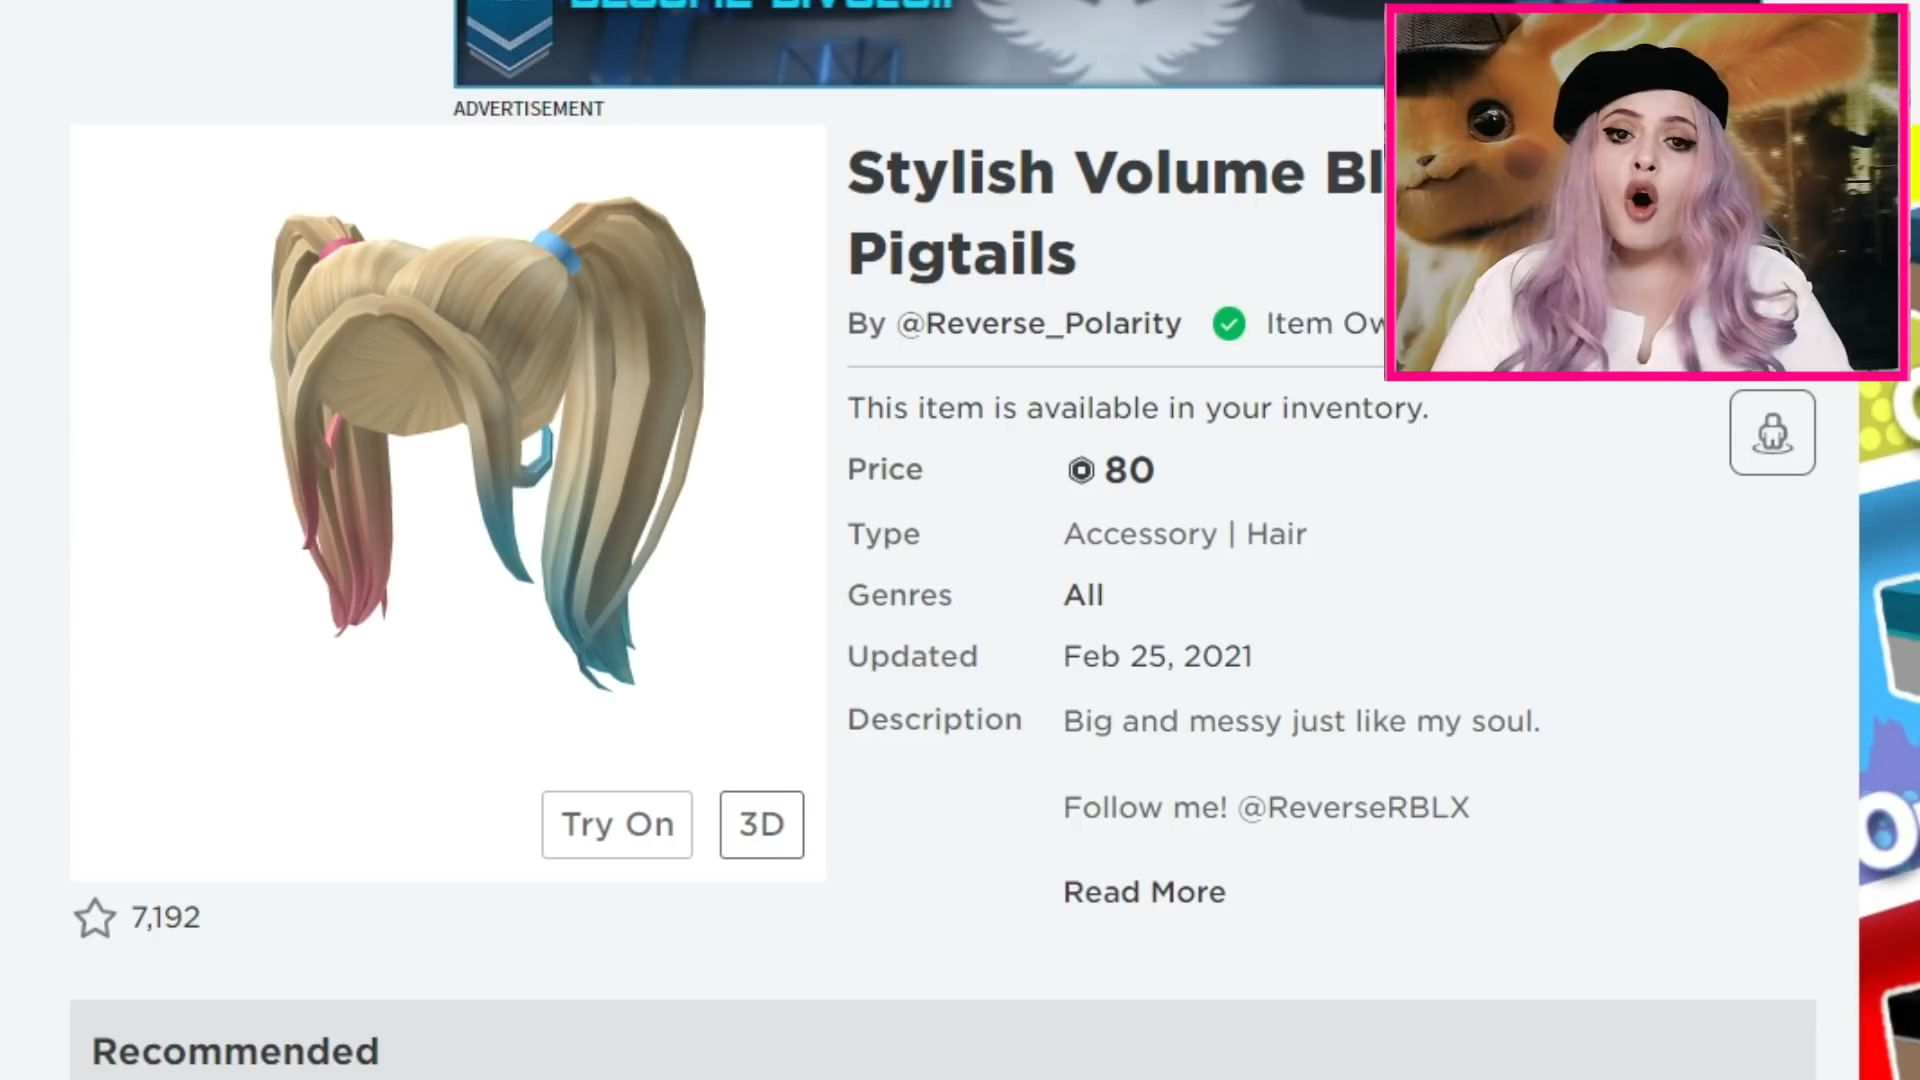 ADVERTISEMENT
Stylish Volume
Pigtails
By @Reverse_Polarity Item
This item is available in your inventory.
Price 80
Type Accessory | Hair
Genres All
Updated Feb 25, 2021
Description Big and messy just like my soul.
Follow me! @ReverseRBLX
Read More
Try On 3D
7,192
Recommended